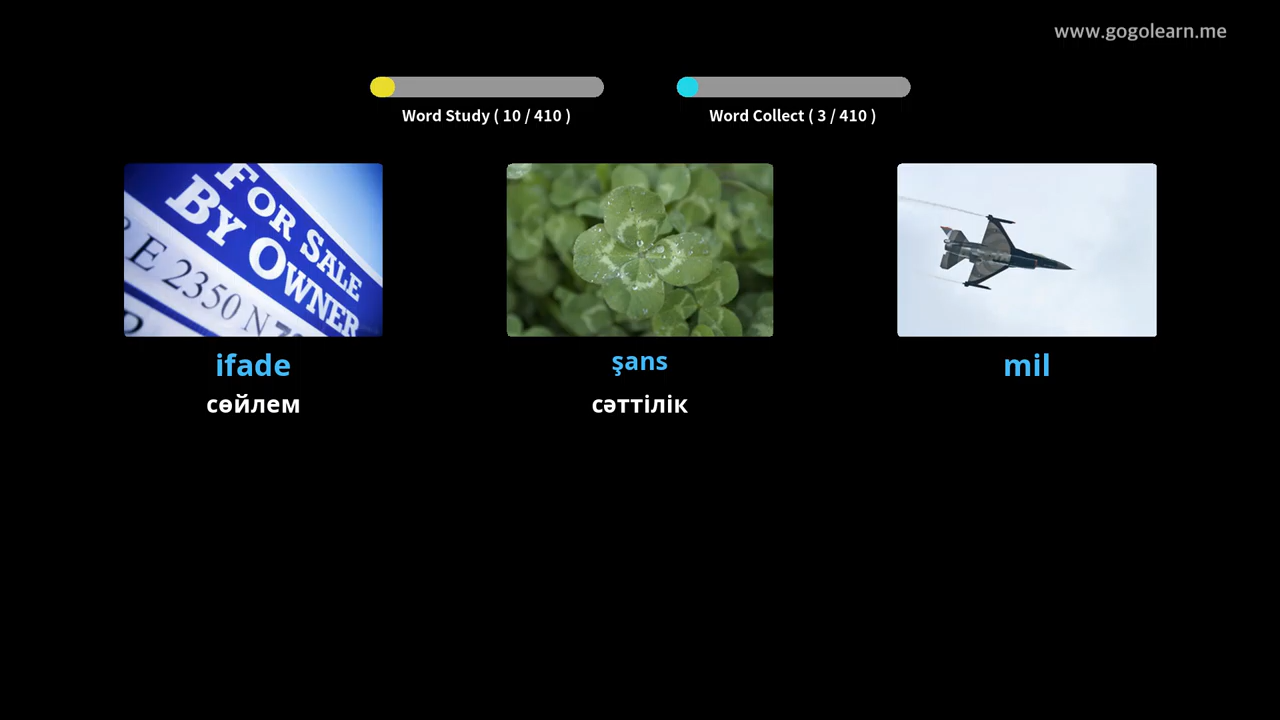 www.gogolearn.me
Word Study ( 10 / 410 )
Word Collect ( 3 / 410 )
FOR SALE
BY OWNER
E 2350 N
ifade
şans
mil
сөйлем
сәттілік